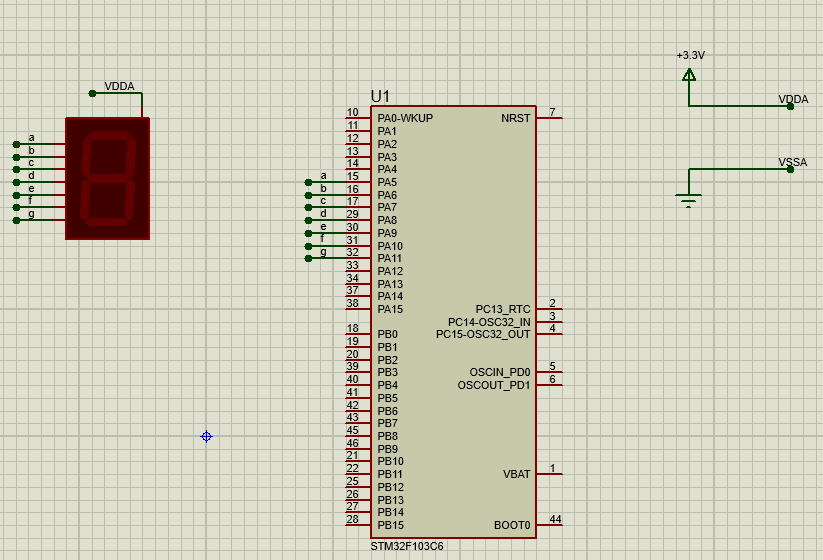 +3.3V
VDDA
VSSA
VDDA
a
b
c
d
e
f
g
U1
10 PA0-WKUP
11 PA1
12 PA2
13 PA3
14 PA4
a 15 PA5
b 16 PA6
c 17 PA7
d 29 PA8
e 30 PA9
f 31 PA10
g 32 PA11
33 PA12
34 PA13
37 PA14
38 PA15
18 PB0
19 PB1
20 PB2
39 PB3
40 PB4
41 PB5
42 PB6
43 PB7
45 PB8
46 PB9
21 PB10
22 PB11
25 PB12
26 PB13
27 PB14
28 PB15
NRST 7
PC13_RTC 2
PC14-OSC32_IN 3
PC15-OSC32_OUT 4
OSCIN_PD0 5
OSCOUT_PD1 6
VBAT 1
BOOT0 44
STM32F103C6